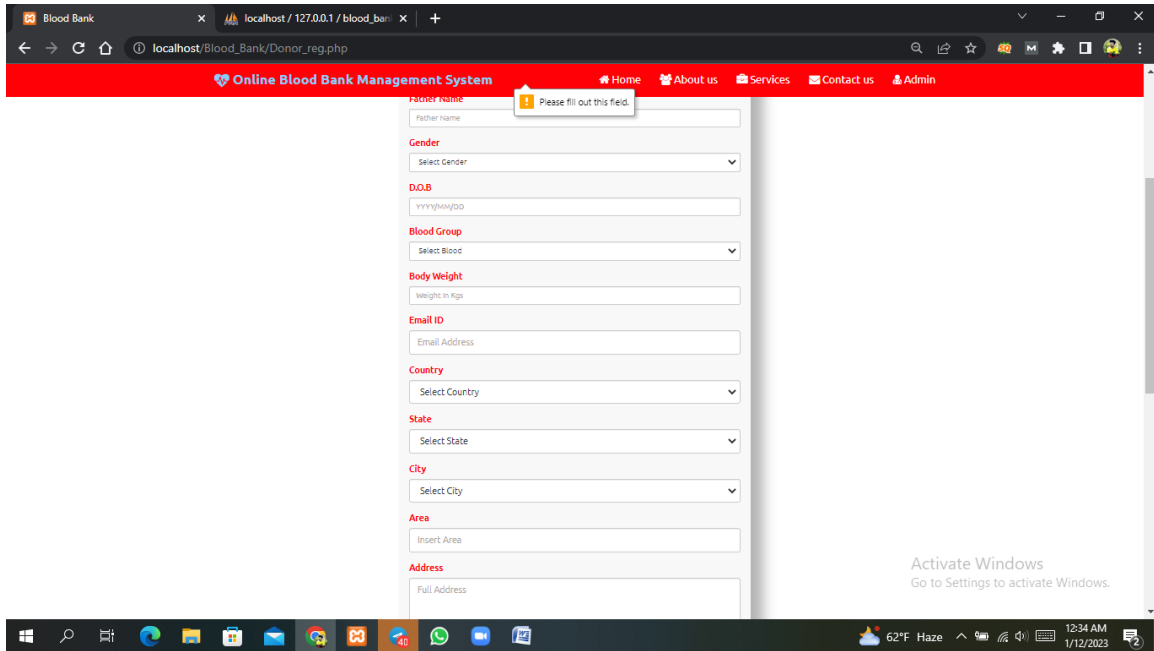 Blood Bank
localhost / 127.0.0.1 / blood_ban
localhost/Blood_Bank/Donor_reg.php
M
Online Blood Bank Management System
Home
About us
Services
Contact us
Admin
Please fill out this field.
Father Name
Father Name
Gender
Select Gender
D.O.B
YYYY/MM/DD
Blood Group
Select Blood
Body Weight
Weight In Kgs
Email ID
Email Address
Country
Select Country
State
Select State
City
Select City
Area
Insert Area
Address
Full Address
Activate Windows
Go to Settings to activate Windows.
40
62°F Haze
12:34 AM
1/12/2023
2